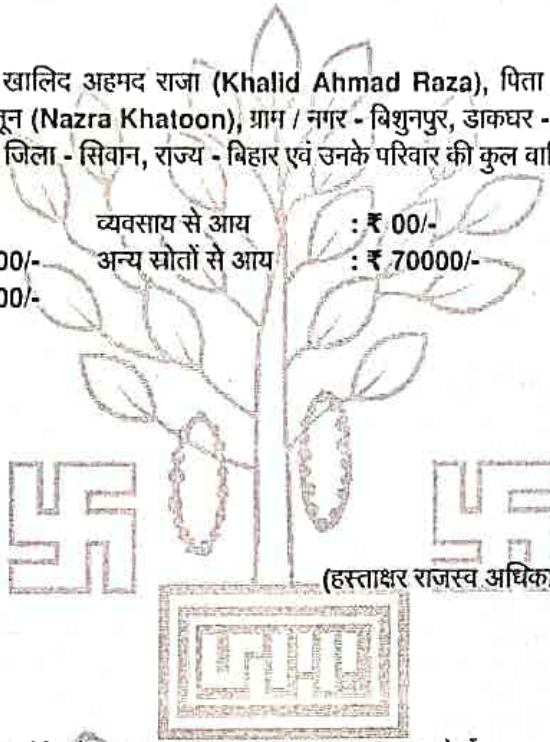 खालिद अहमद राजा (Khalid Ahmad Raza), पिता
(Nazra Khatoon), ग्राम / नगर - बिशुनपुर, डाकघर -
जिला - सिवान, राज्य - बिहार एवं उनके परिवार की कुल
व्यवसाय से आय : ₹ 00/-
00/- अन्य स्रोतों से आय : ₹ 70000/-
00/-
(हस्ताक्षर राजस्व